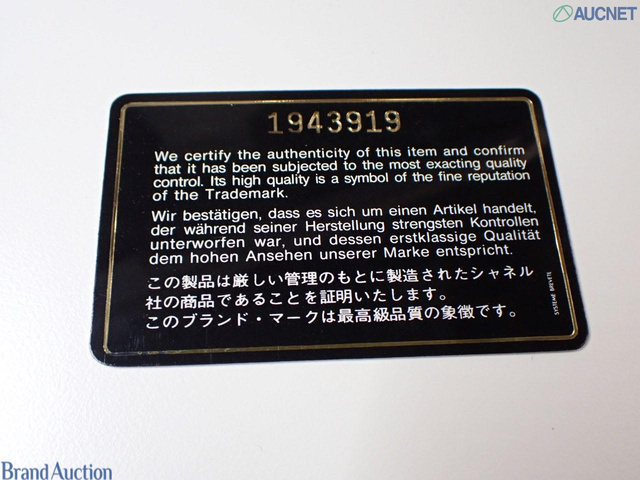 AUCNET
1943919
We certify the authenticity of this item and confirm
that it has been subjected to the most exacting quality
control. Its high quality is a symbol of the fine reputation
of the Trademark.
Wir bestätigen, dass es sich um einen Artikel handelt,
der während seiner Herstellung strengsten Kontrollen
unterworfen war, und dessen erstklassige Qualität
dem hohen Ansehen unserer Marke entspricht.
この製品は厳しい管理のもとに製造されたシャネル
社の商品であることを証明いたします。
このブランド・マークは最高級品質の象徴です。
SYSTEME BREVETE
Brand Auction